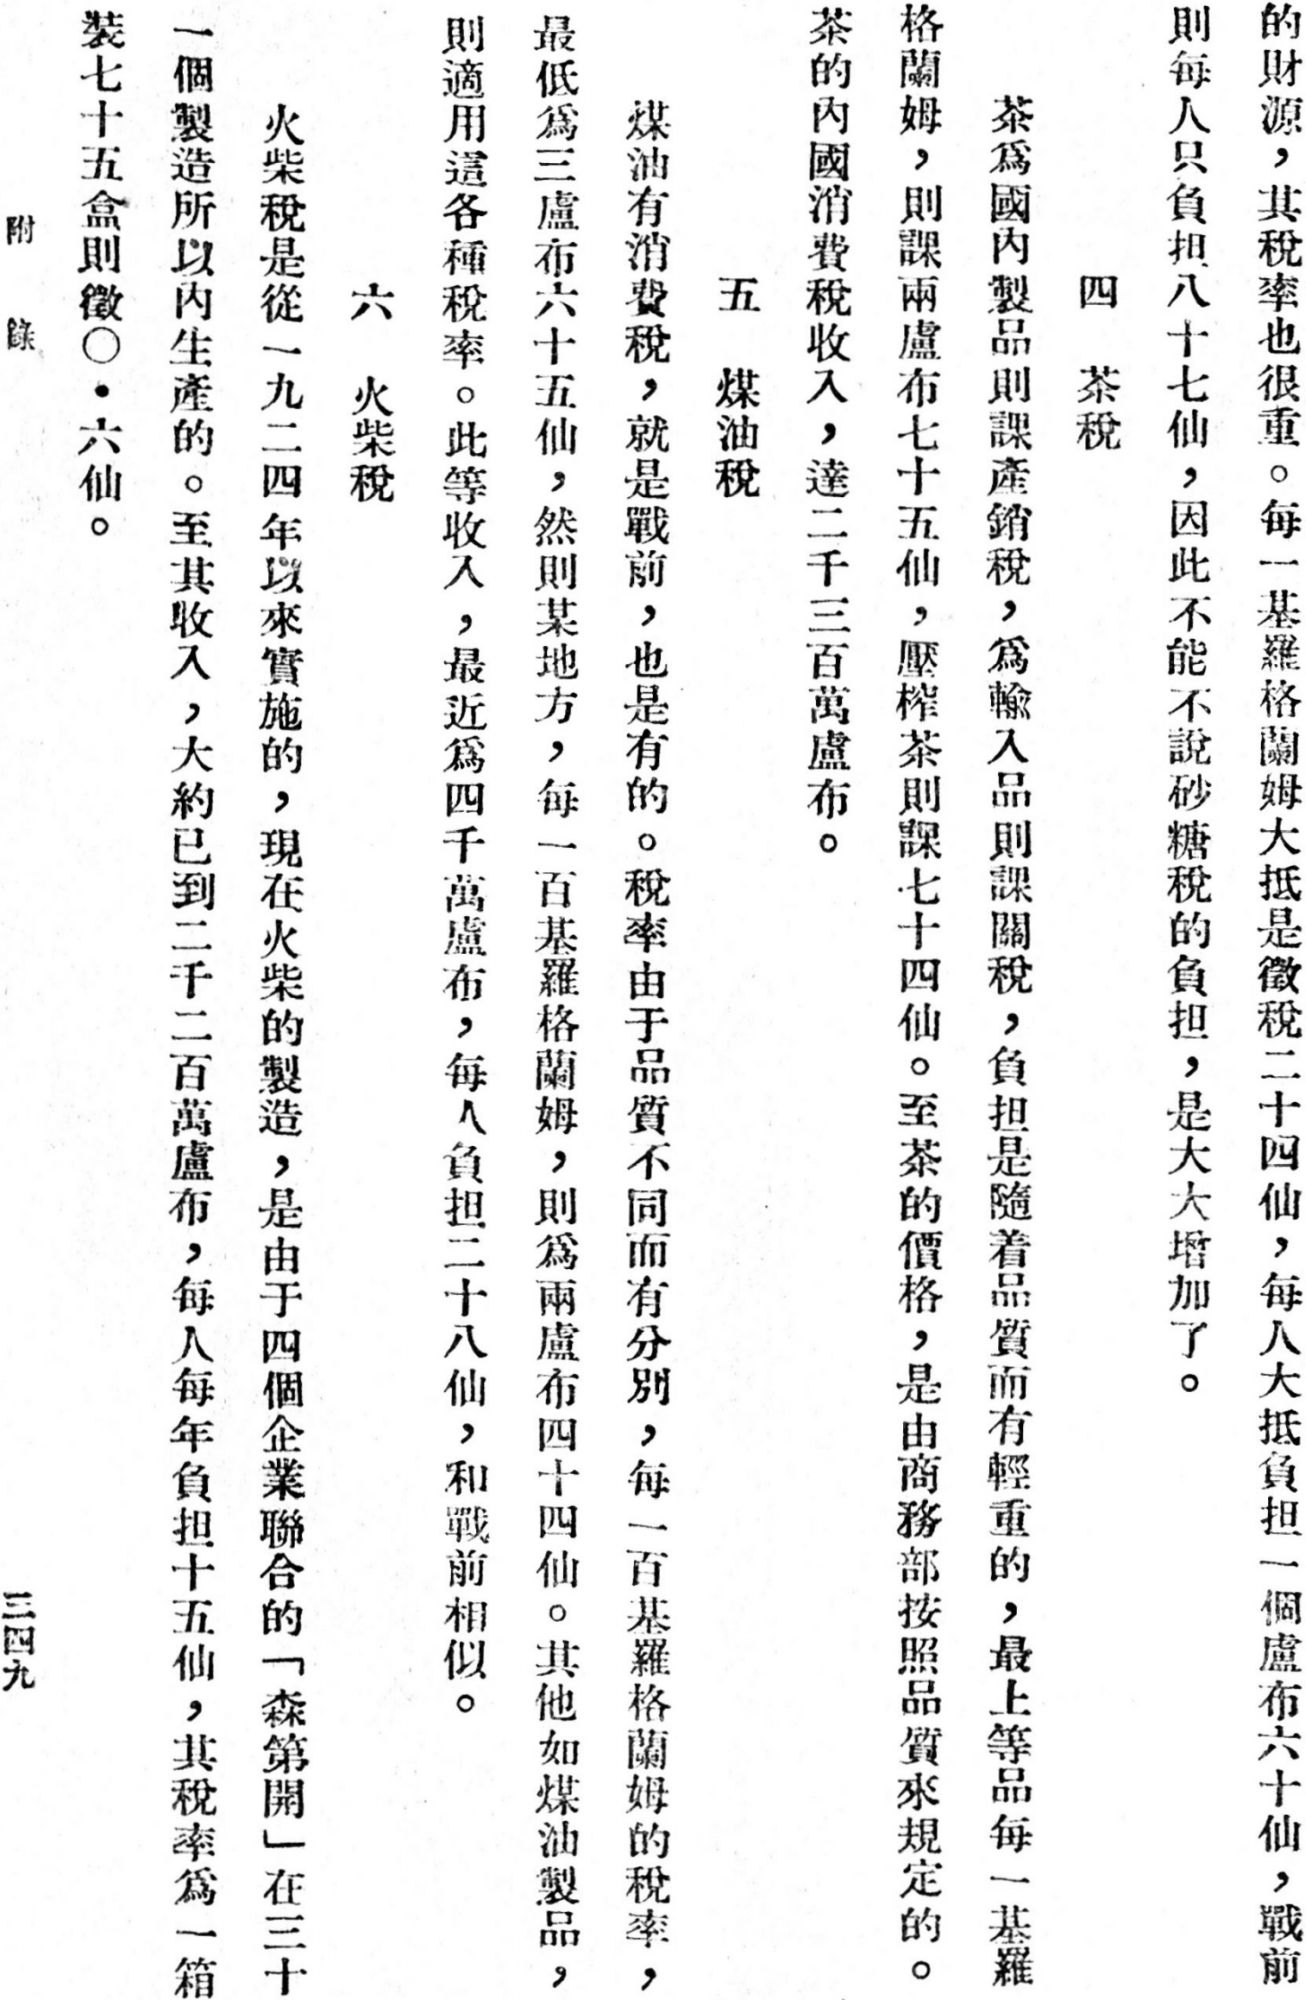 的財源，其稅率也很重。每一基羅格蘭姆大抵是徵稅二十四仙，每人大抵負担一個盧布六十仙，戰前
則每人只負担八十七仙，因此不能不說砂糖稅的負担，是大大增加了。
四　茶稅
茶爲國內製品則課產銷稅，爲輸入品則課關稅，負担是隨着品質而有輕重的，最上等品每一基羅
格蘭姆，則課兩盧布七十五仙，壓榨茶則課七十四仙。至茶的價格，是由商務部按照品質來規定的。
茶的內國消費稅收入，達二千三百萬盧布。
五　煤油稅
煤油有消費稅，就是戰前，也是有的。稅率由于品質不同而有分別，每一百基羅格蘭姆的稅率，
最低爲三盧布六十五仙，然則某地方，每一百基羅格蘭姆，則爲兩盧布四十四仙。其他如煤油製品，
則適用這各種稅率。此等收入，最近爲四千萬盧布，每人負担二十八仙，和戰前相似。
六　火柴稅
火柴稅是從一九二四年以來實施的，現在火柴的製造，是由于四個企業聯合的「森第開」在三十
一個製造所以內生產的。至其收入，大約已到二千二百萬盧布，每人每年負担十五仙，其稅率爲一箱
裝七十五盒則徵〇・六仙。
附　錄
三四九